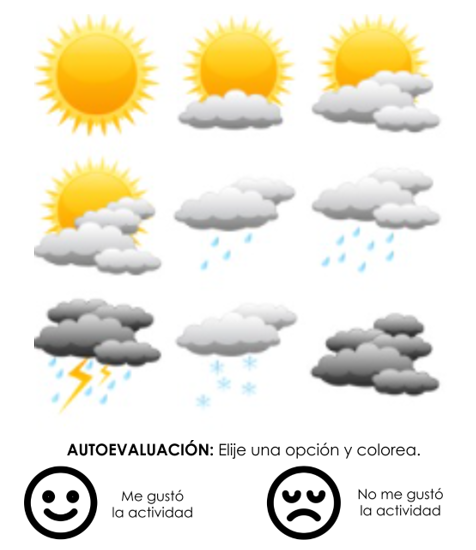 AUTOEVALUACIÓN: Elije una opción y colorea.
Me gustó
la actividad
No me gustó
la actividad